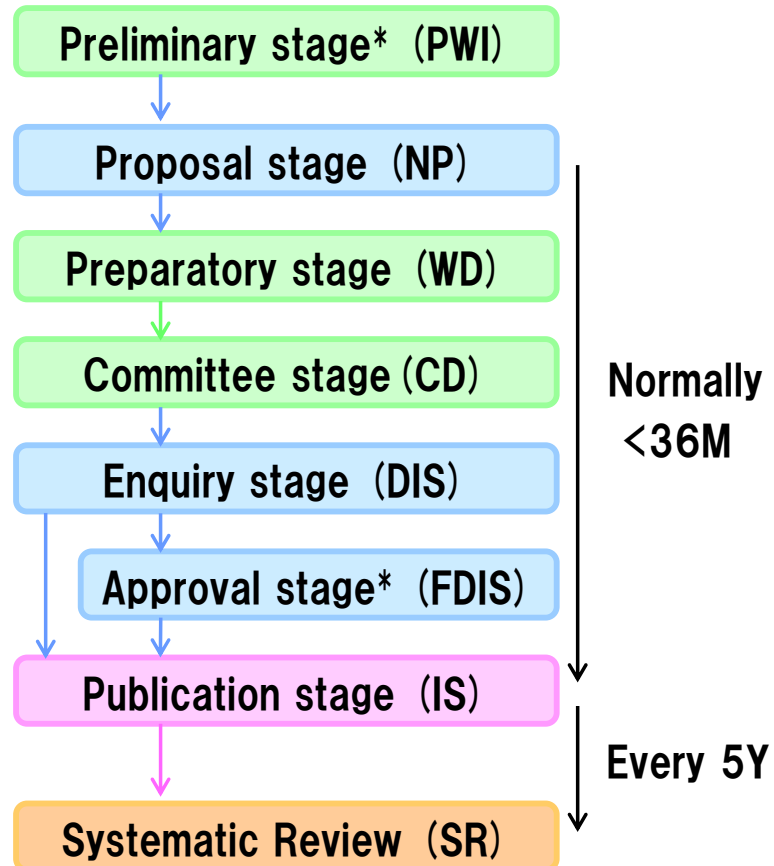 Preliminary stage* (PWI)
Proposal stage (NP)
Preparatory stage (WD)
Committee stage (CD)
Enquiry stage (DIS)
Approval stage* (FDIS)
Publication stage (IS)
Systematic Review (SR)
Normally
<36M
Every 5Y